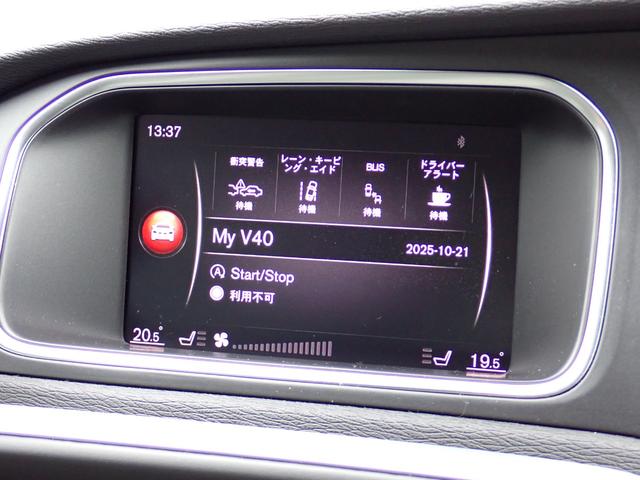 13:37
衝突警告
レーン・キーピ
ング・エイド
BLIS
ドライバー
アラート
待機
待機
待機
待機
My V40
2025-10-21
Start/Stop
利用不可
20.5°
19.5°